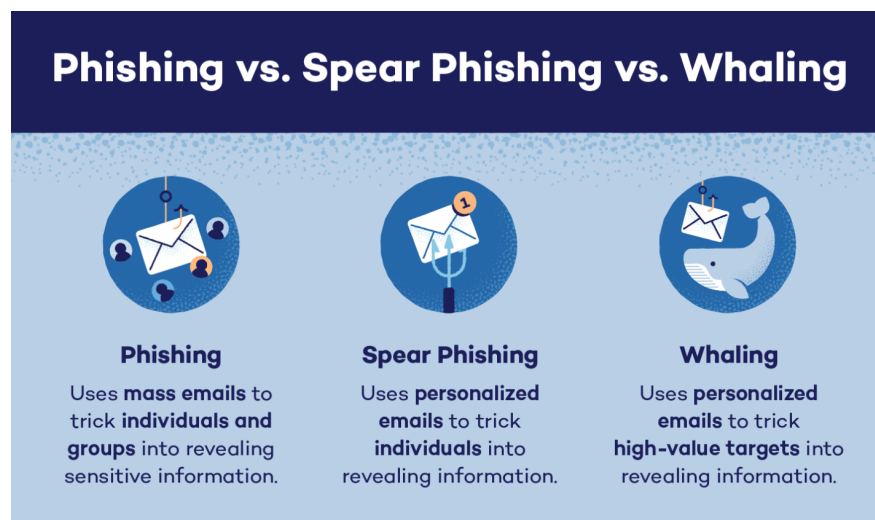 Phishing vs. Spear Phishing vs. Whaling
1
Phishing
Uses mass emails to
trick individuals and
groups into revealing
sensitive information.
Spear Phishing
Uses personalized
emails to trick
individuals into
revealing information.
Whaling
Uses personalized
emails to trick
high-value targets into
revealing information.